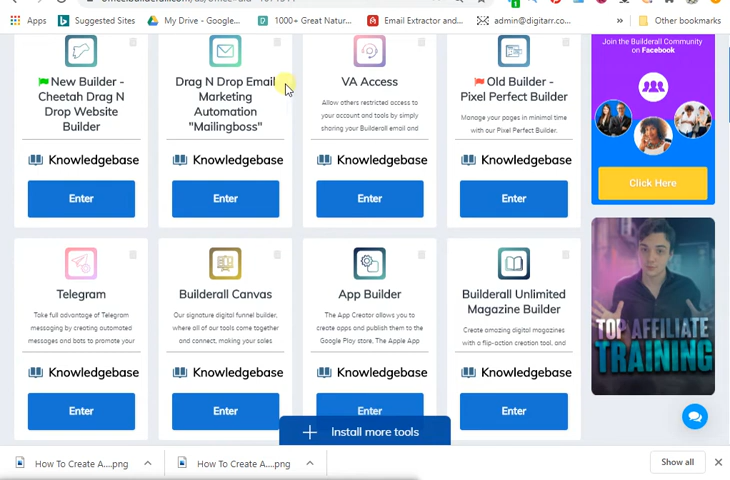 Apps
Suggested Sites
My Drive - Google...
1000+ Great Natur...
Email Extractor and...
admin@digitarr.co...
»
Other bookmarks
New Builder -
Cheetah Drag N
Drop Website
Builder
Knowledgebase
Enter
Drag N Drop Email
Marketing
Automation
"Mailingboss"
Knowledgebase
Enter
VA Access
Allow others restricted access to
your account and tools by simply
sharing your Builderall email and
Knowledgebase
Enter
Old Builder -
Pixel Perfect Builder
Manage your pages in minimal time
with our Pixel Perfect Builder.
Knowledgebase
Enter
Join the Builderall Community
on Facebook
Click Here
Telegram
Take full advantage of Telegram
messaging by creating automated
messages and bots to promote your
Knowledgebase
Enter
Builderall Canvas
Our signature digital funnel builder,
where all of our tools come together
and connect, making your sales
Knowledgebase
Enter
App Builder
The App Creator allows you to
create apps and publish them to the
Google Play store, The Apple App
Knowledgebase
Enter
Builderall Unlimited
Magazine Builder
Create amazing digital magazines
with a flip-action creation tool, and
Knowledgebase
Enter
TOP AFFILIATE
TRAINING
+ Install more tools
How To Create A....png
How To Create A....png
Show all